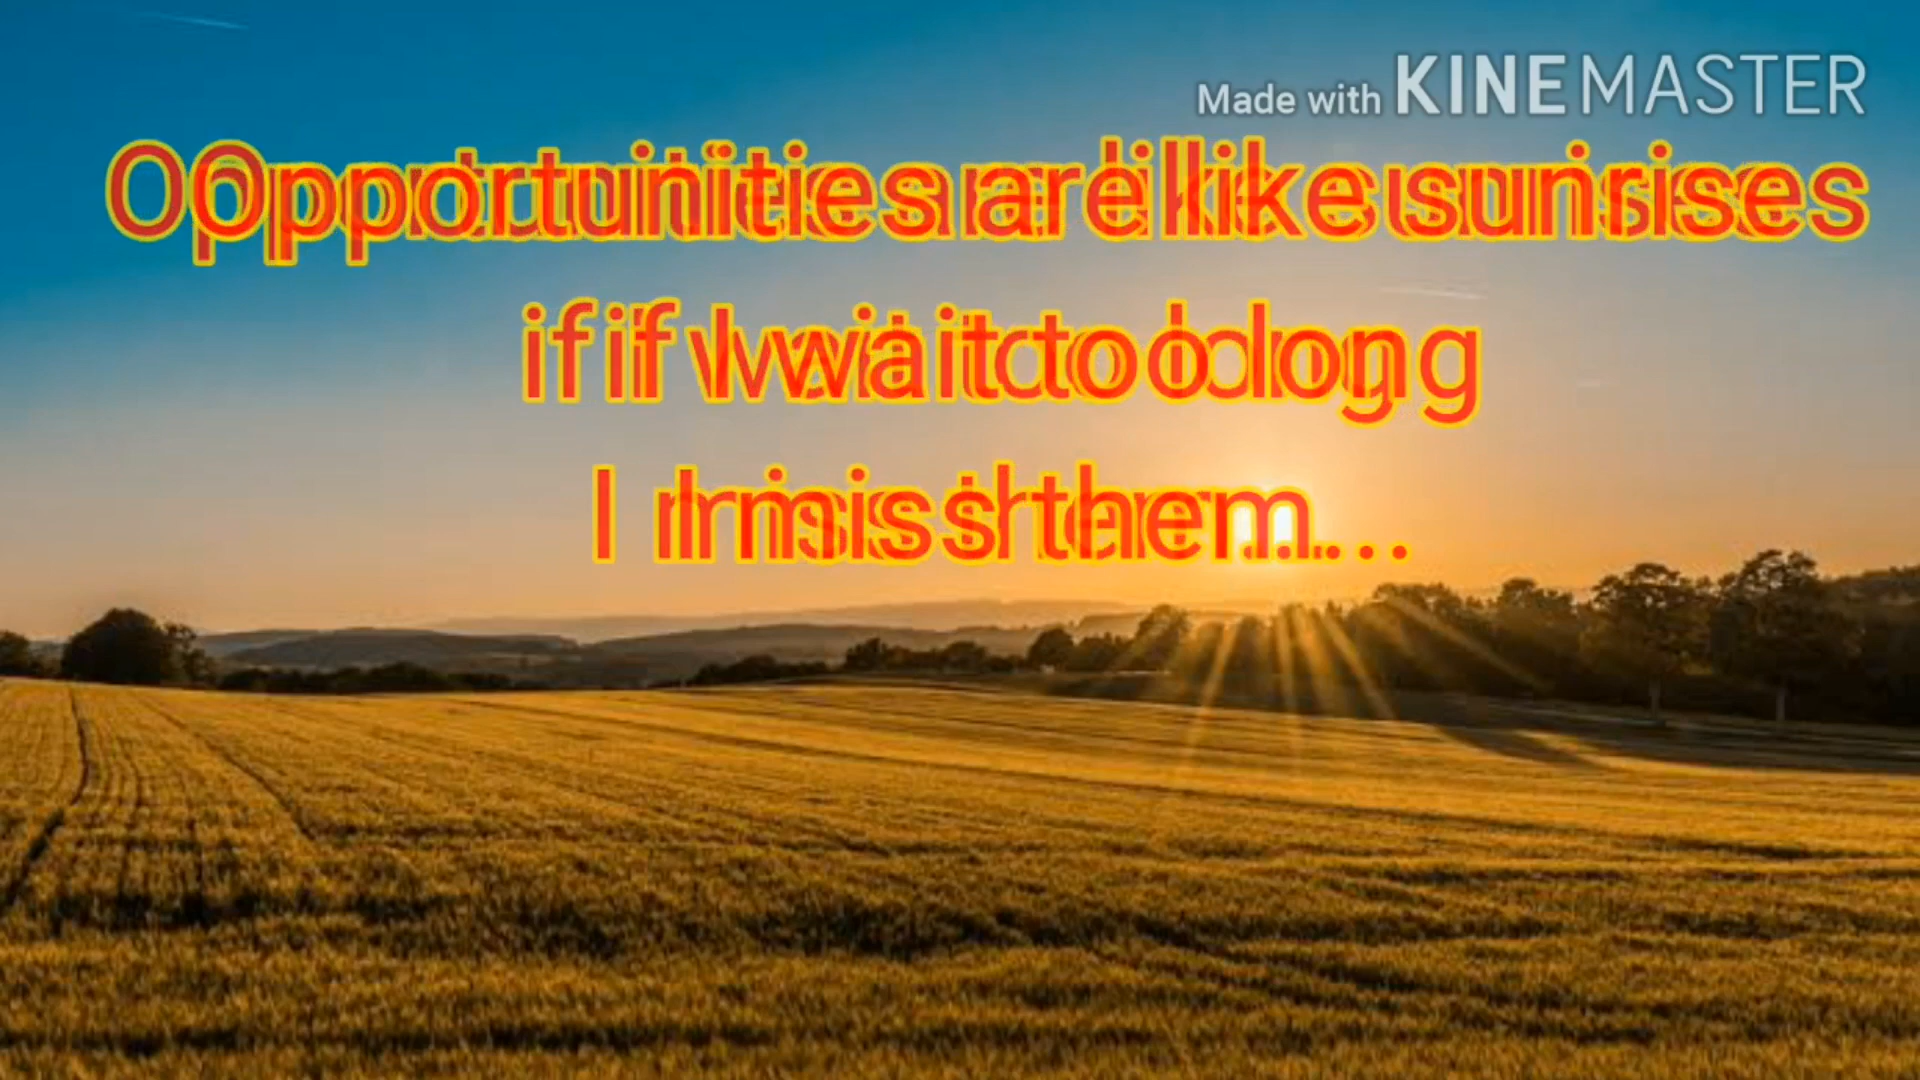 Made with KINEMASTER
Opportunities are like sunrises
if I wait too long
I miss them...